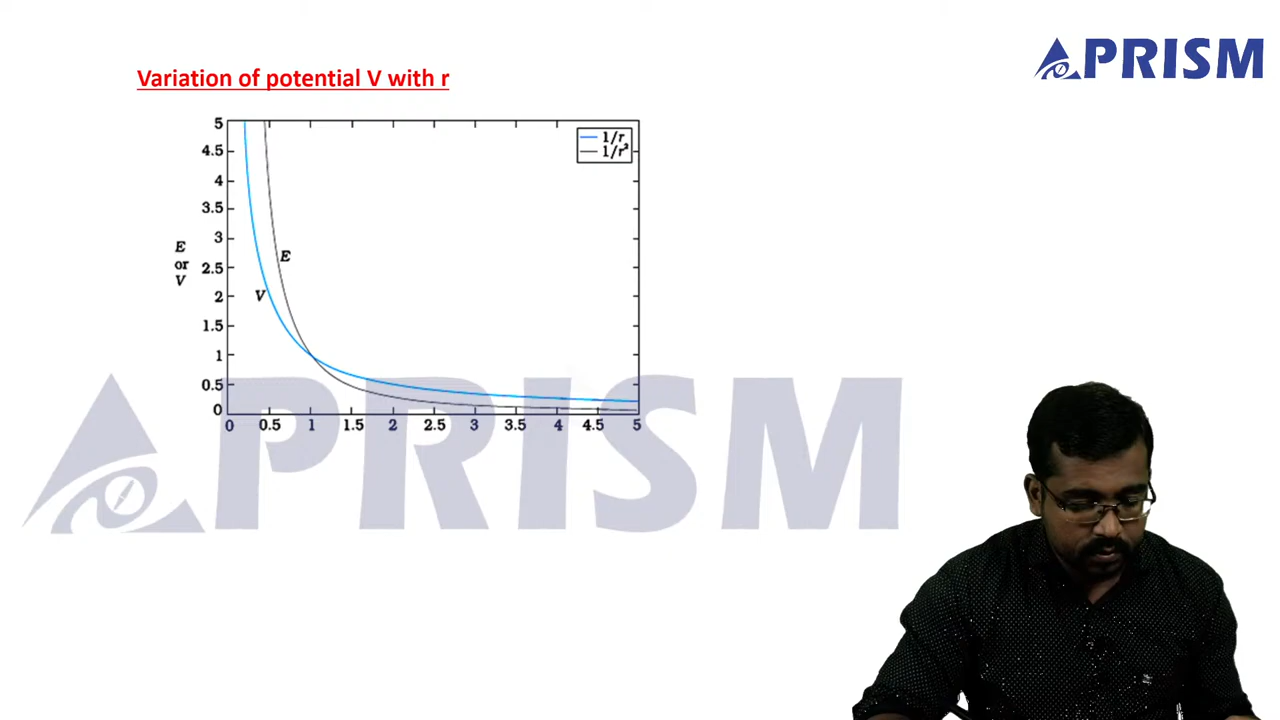 PRISM
Variation of potential V with r
5
4.5
4
3.5
3
2.5
2
1.5
1
0.5
0
E
or
V
1/r
1/r²
E
V
0 0.5 1 1.5 2 2.5 3 3.5 4 4.5 5
PRISM